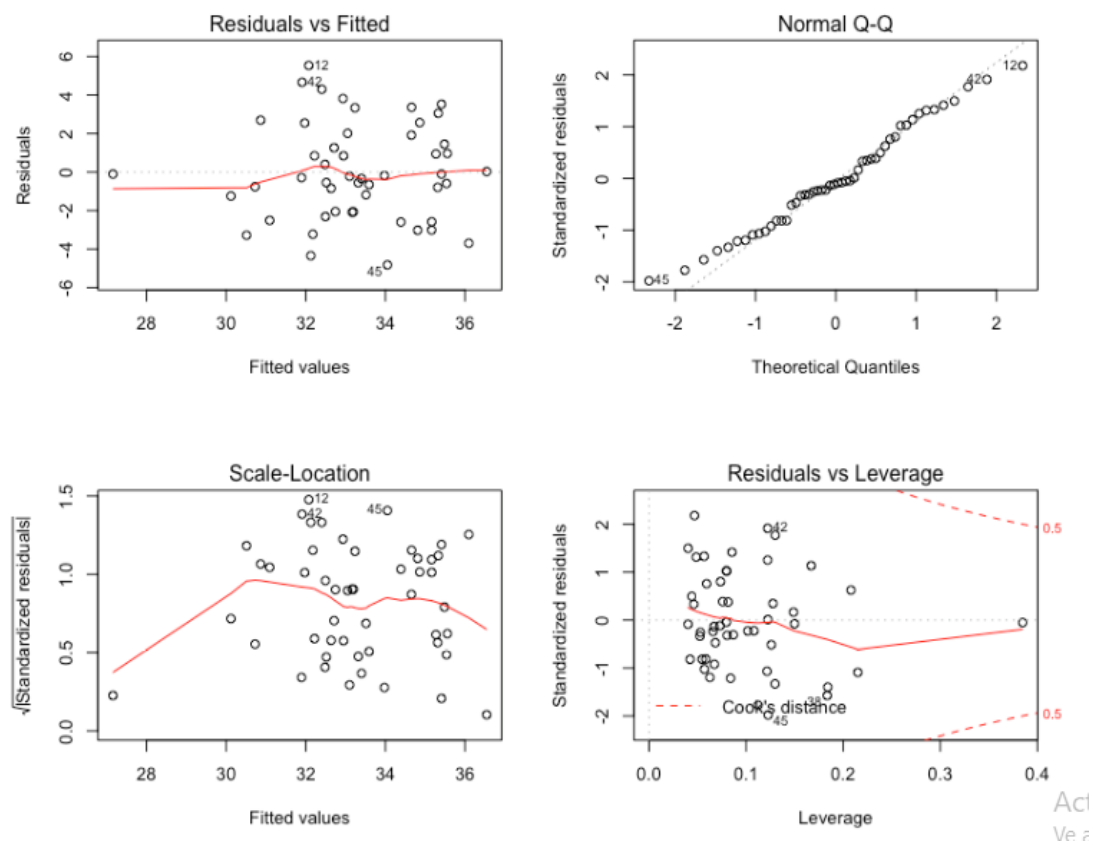 Residuals vs Fitted
Residuals
6
4
2
0
-2
-4
-6
12
42
45
28 30 32 34 36
Fitted values
Normal Q-Q
Standardized residuals
2
1
0
-1
-2
42
12
45
-2 -1 0 1 2
Theoretical Quantiles
Scale-Location
√|Standardized residuals|
1.5
1.0
0.5
0.0
12
42
45
28 30 32 34 36
Fitted values
Residuals vs Leverage
Standardized residuals
2
1
0
-1
-2
42
38
45
Cook's distance
0.5
0.5
0.0 0.1 0.2 0.3 0.4
Leverage
Act